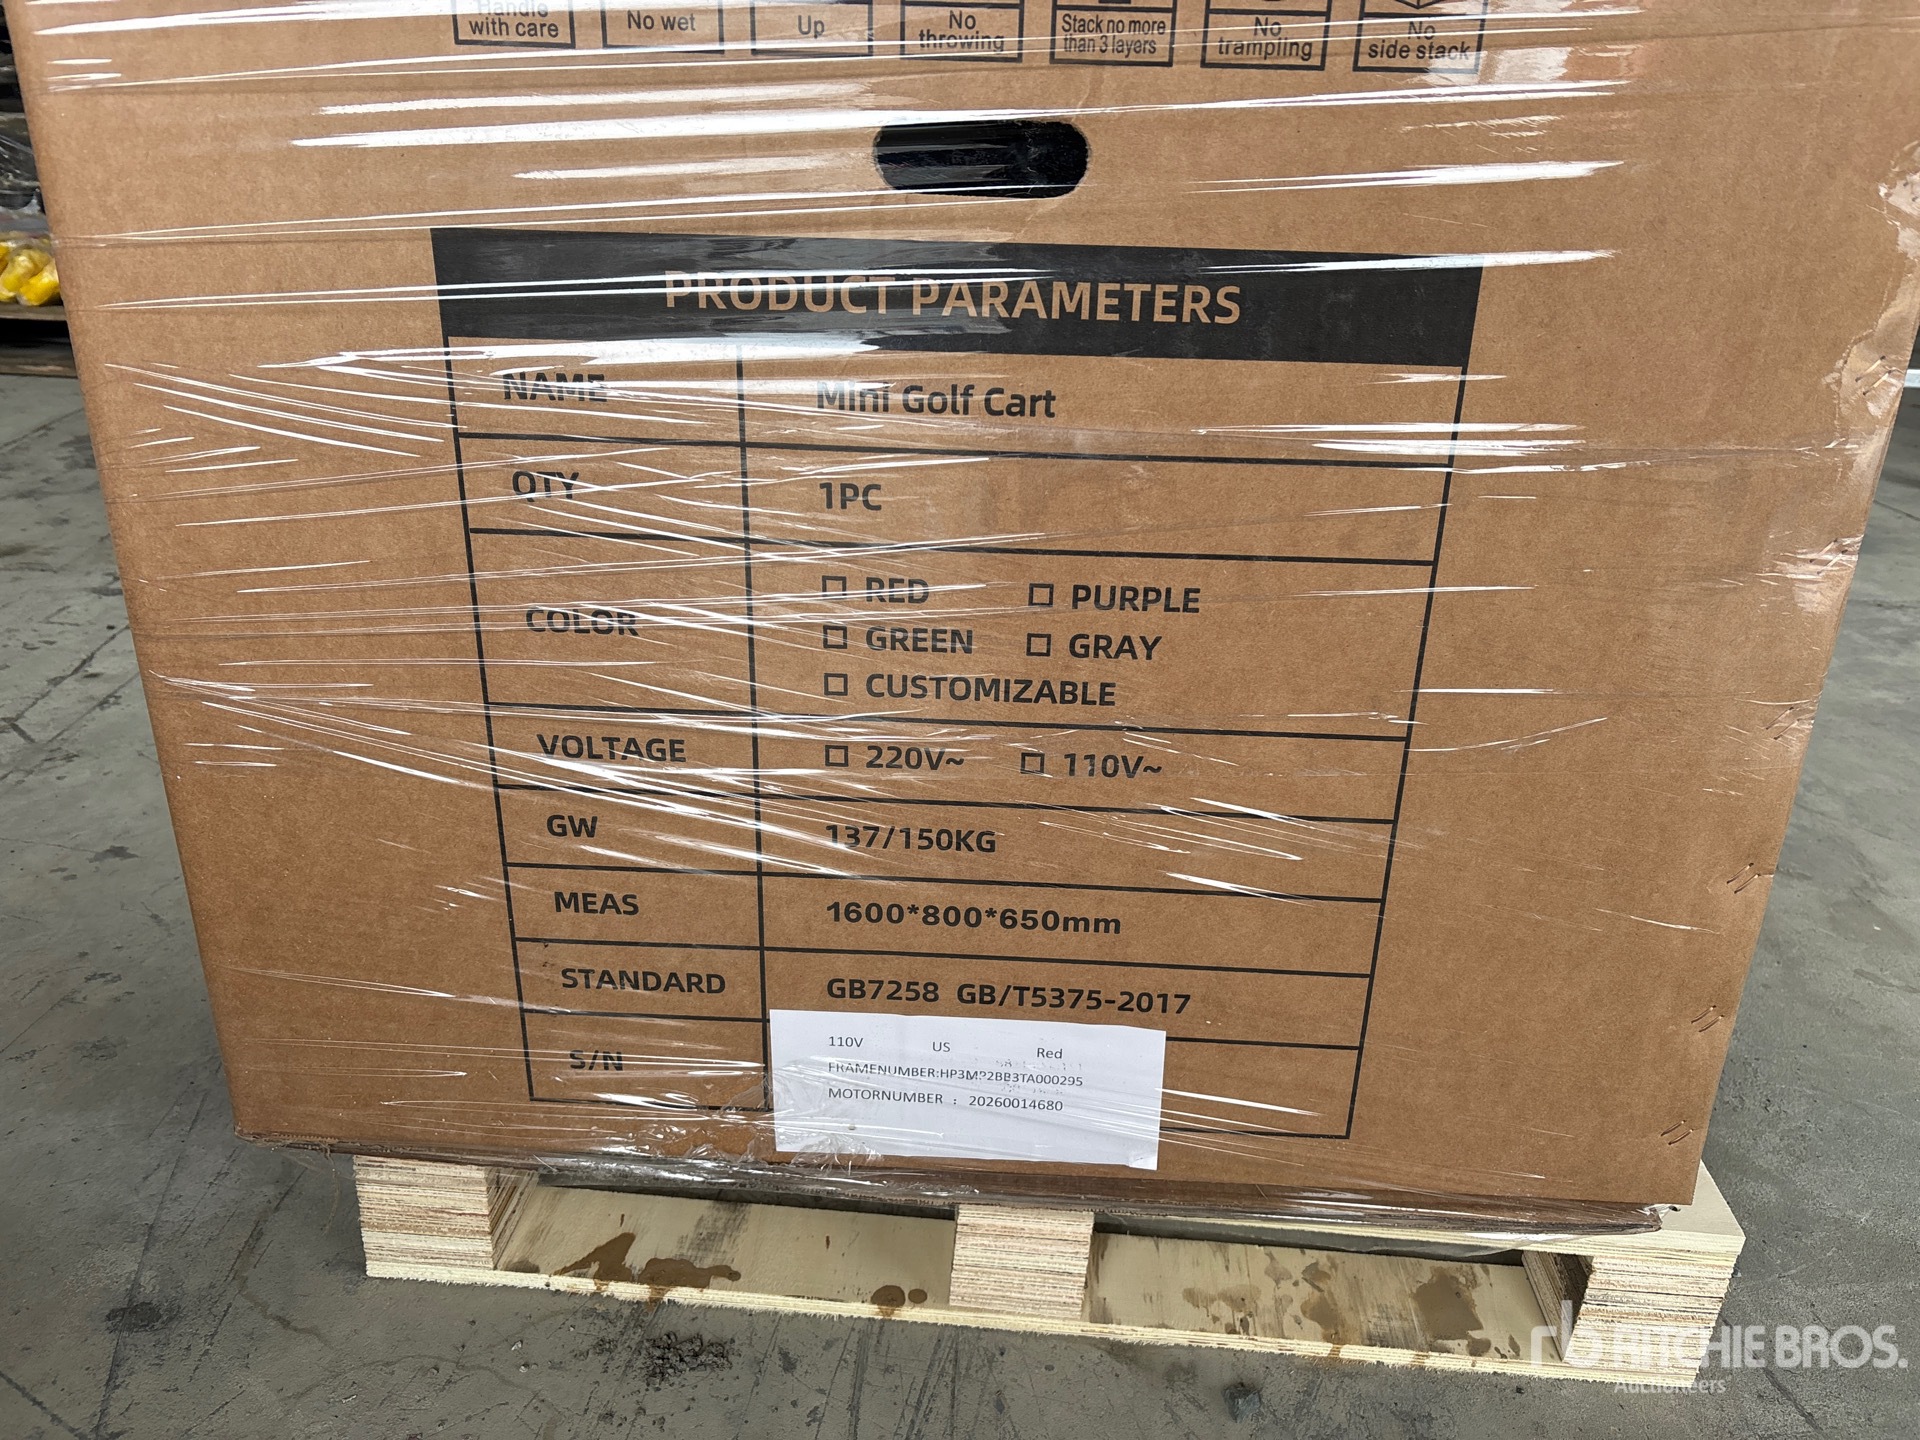 Handle with care
No wet
Up
No throwing
Stack no more than 3 layers
No trampling
No side stack
PRODUCT PARAMETERS
NAME Mini Golf Cart
QTY 1PC
COLOR
□ RED □ PURPLE
□ GREEN □ GRAY
□ CUSTOMIZABLE
VOLTAGE □ 220V~ □ 110V~
GW 137/150KG
MEAS 1600*800*650mm
STANDARD GB7258 GB/T5375-2017
S/N
110V US Red
FRAMENUMBER:HP3MP2BB3TA000295
MOTORNUMBER : 20260014680
RITCHIE BROS.
Auctioneers